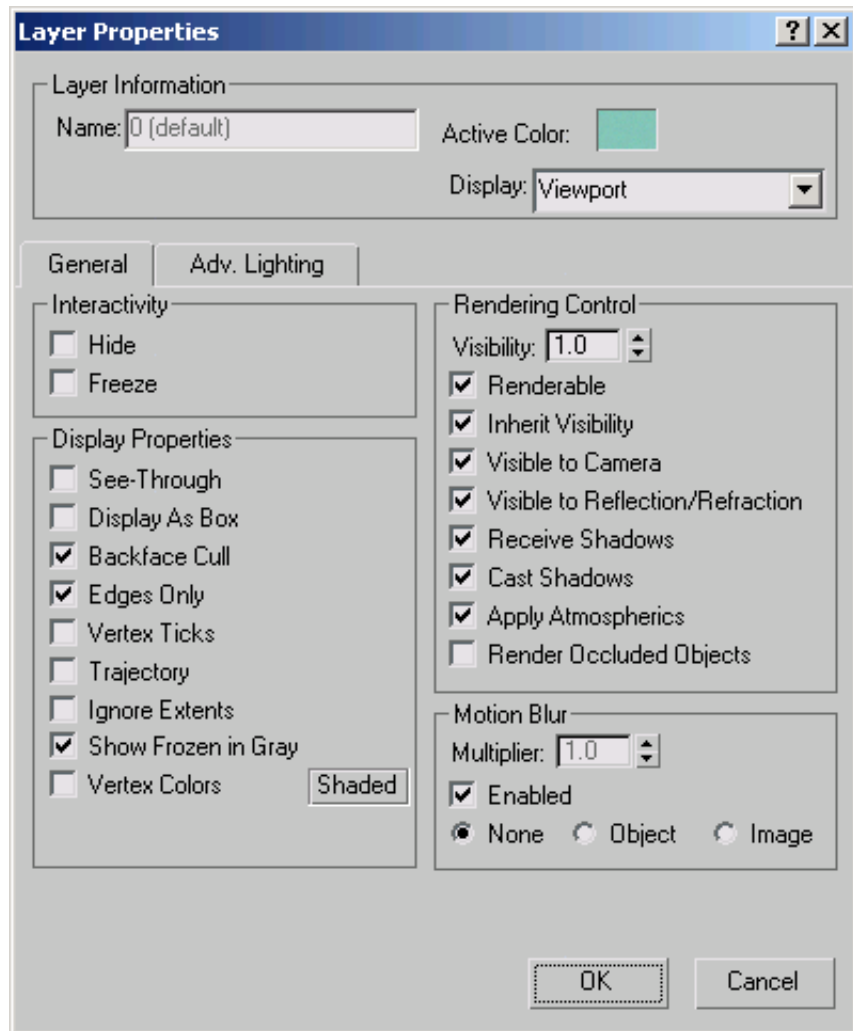 Layer Properties
Layer Information
Name: 0 (default)
Active Color:
Display: Viewport
General Adv. Lighting
Interactivity
Hide
Freeze
Display Properties
See-Through
Display As Box
Backface Cull
Edges Only
Vertex Ticks
Trajectory
Ignore Extents
Show Frozen in Gray
Vertex Colors Shaded
Rendering Control
Visibility: 1.0
Renderable
Inherit Visibility
Visible to Camera
Visible to Reflection/Refraction
Receive Shadows
Cast Shadows
Apply Atmospherics
Render Occluded Objects
Motion Blur
Multiplier: 1.0
Enabled
None Object Image
OK Cancel